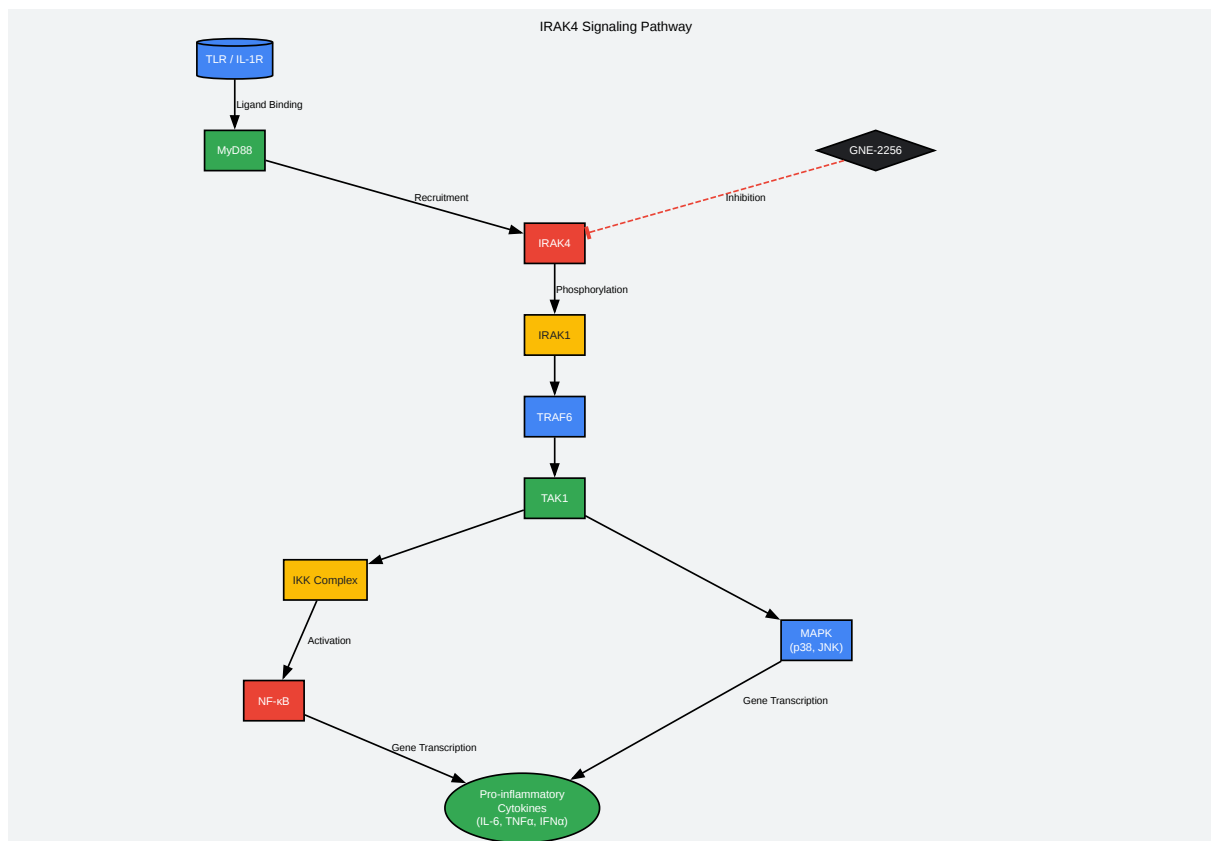 IRAK4 Signaling Pathway
TLR / IL-1R
Ligand Binding
MyD88
GNE-2256
Recruitment
Inhibition
IRAK4
Phosphorylation
IRAK1
TRAF6
TAK1
IKK Complex
MAPK
(p38, JNK)
Activation
NF-κB
Gene Transcription
Gene Transcription
Pro-inflammatory
Cytokines
(IL-6, TNFα, IFNα)